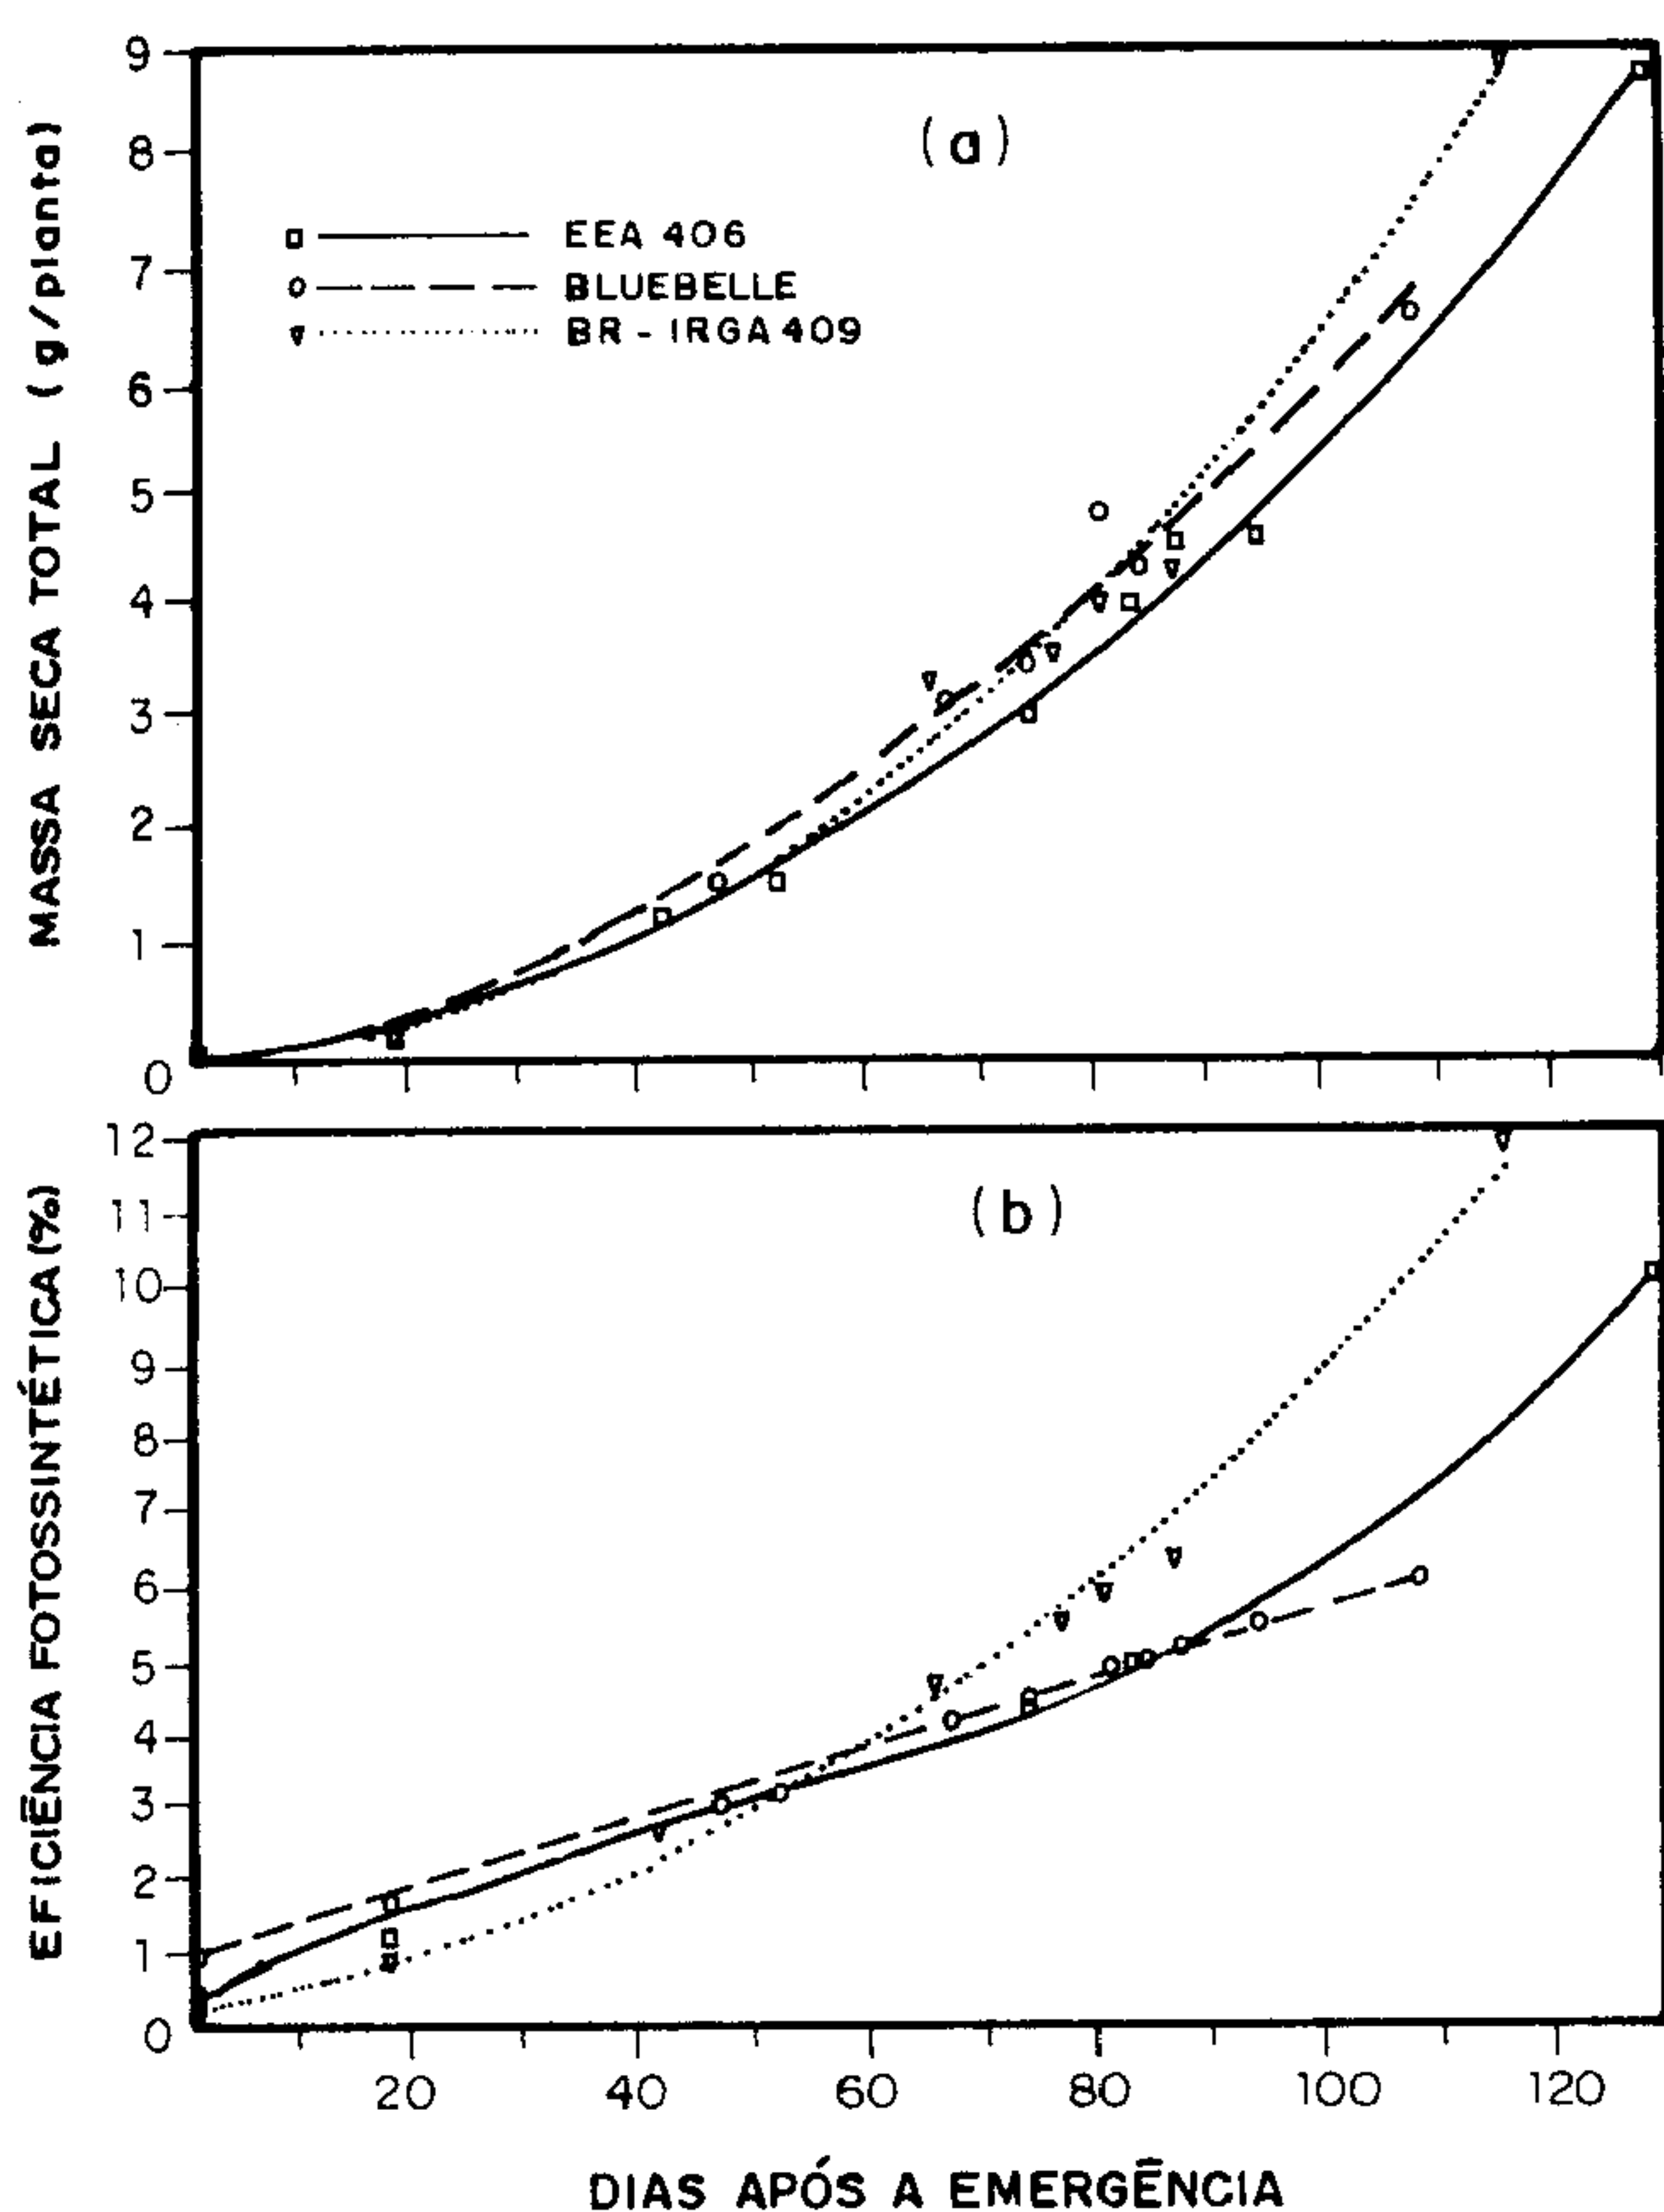 MASSA SECA TOTAL (g/planta)
9
8
7
6
5
4
3
2
1
0
(a)
EEA 406
BLUEBELLE
BR - IRGA 409
EFICIÊNCIA FOTOSSINTÉTICA (%)
12
11
10
9
8
7
6
5
4
3
2
1
0
(b)
20 40 60 80 100 120
DIAS APÓS A EMERGÊNCIA